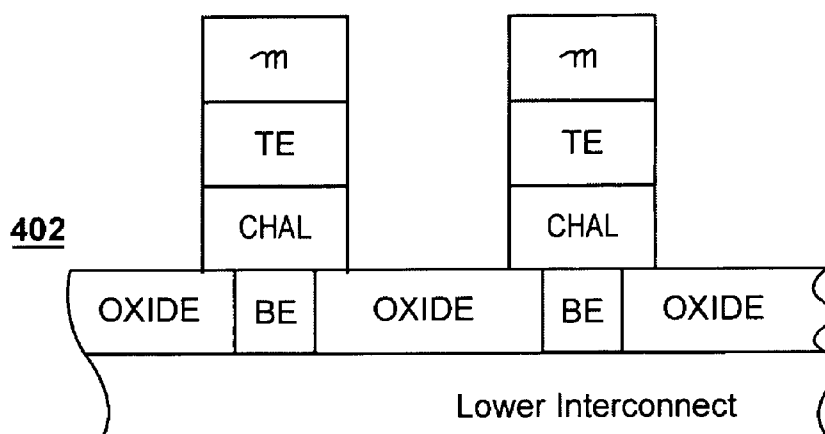 m m
TE TE
CHAL CHAL
402
OXIDE BE OXIDE BE OXIDE
Lower Interconnect